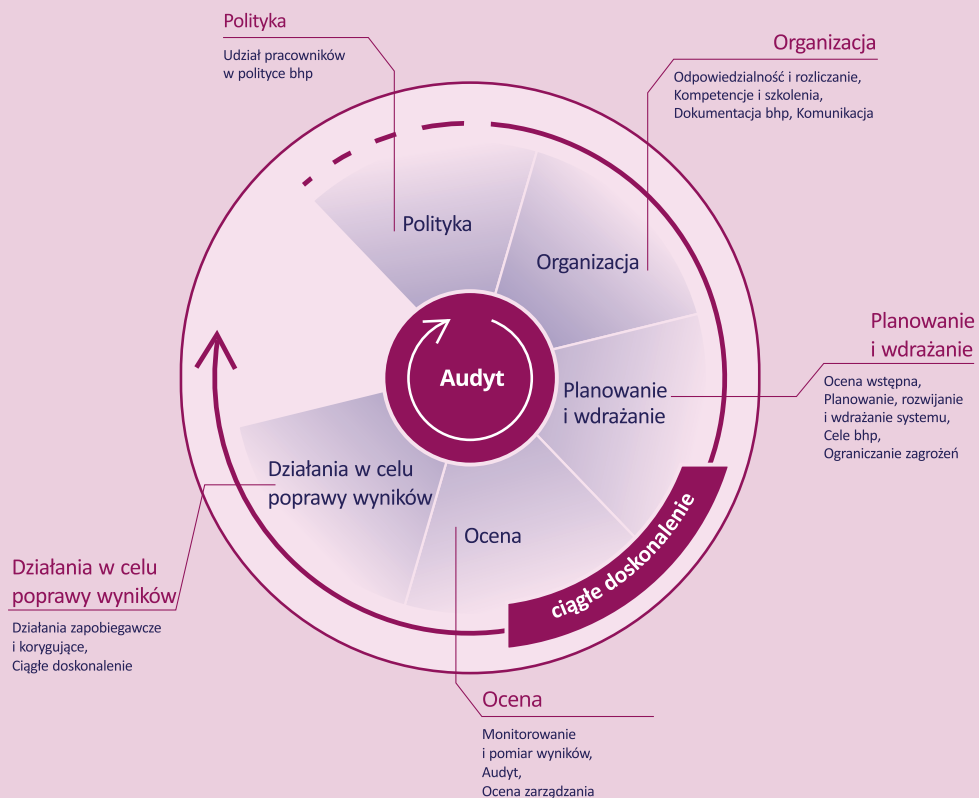 Polityka
Udział pracowników
w polityce bhp
Organizacja
Odpowiedzialność i rozliczanie,
Kompetencje i szkolenia,
Dokumentacja bhp, Komunikacja
Polityka
Organizacja
Planowanie
i wdrażanie
Ocena wstępna,
Planowanie, rozwijanie
i wdrażanie systemu,
Cele bhp,
Ograniczanie zagrożeń
Audyt
Planowanie
i wdrażanie
Działania w celu
poprawy wyników
Ocena
ciągłe doskonalenie
Działania w celu
poprawy wyników
Działania zapobiegawcze
i korygujące,
Ciągłe doskonalenie
Ocena
Monitorowanie
i pomiar wyników,
Audyt,
Ocena zarządzania